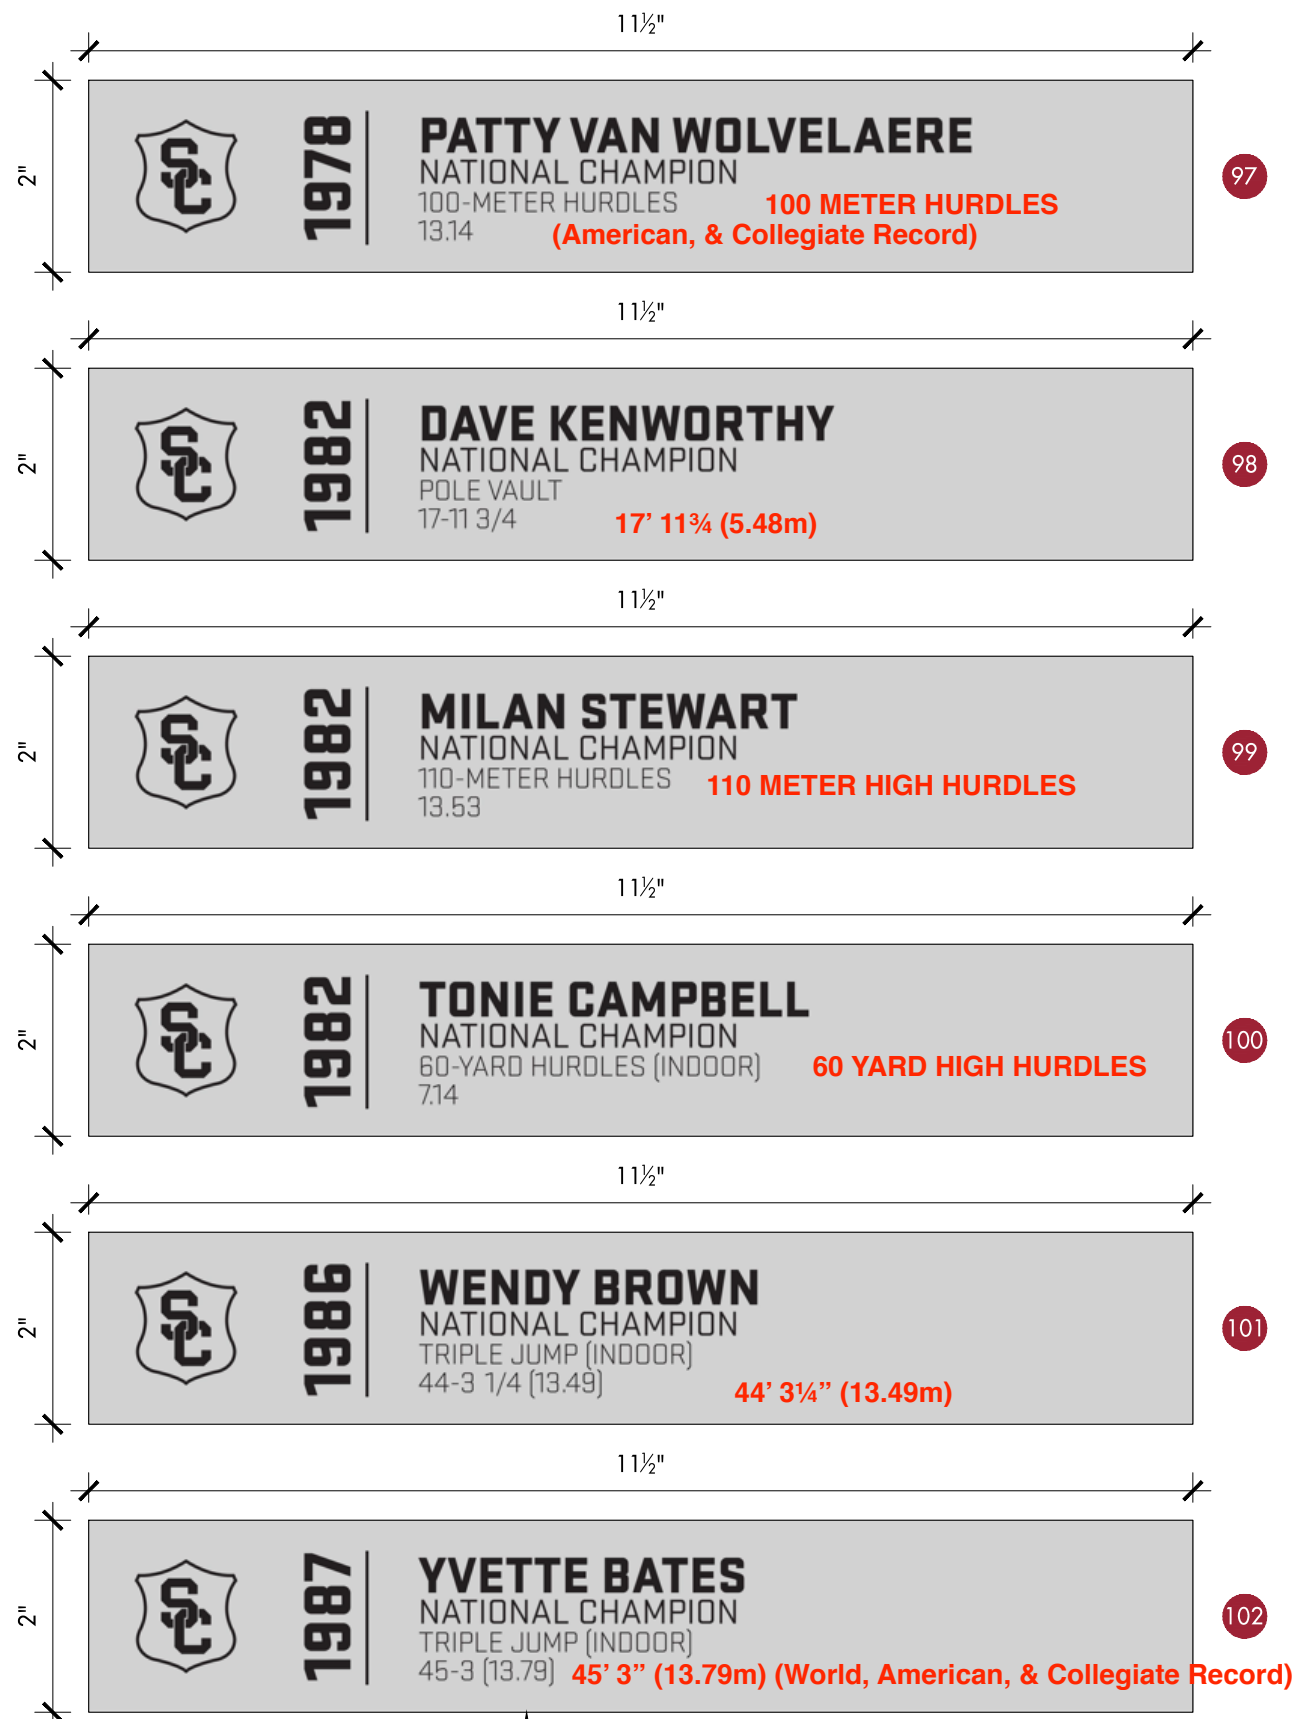 11½"
2"
SC
1978
PATTY VAN WOLVELAERE
NATIONAL CHAMPION
100-METER HURDLES 100 METER HURDLES
13.14 (American, & Collegiate Record)
97
11½"
2"
SC
1982
DAVE KENWORTHY
NATIONAL CHAMPION
POLE VAULT
17-11 3/4 17’ 11¾ (5.48m)
98
11½"
2"
SC
1982
MILAN STEWART
NATIONAL CHAMPION
110-METER HURDLES 110 METER HIGH HURDLES
13.53
99
11½"
2"
SC
1982
TONIE CAMPBELL
NATIONAL CHAMPION
60-YARD HURDLES (INDOOR) 60 YARD HIGH HURDLES
7.14
100
11½"
2"
SC
1986
WENDY BROWN
NATIONAL CHAMPION
TRIPLE JUMP (INDOOR)
44-3 1/4 (13.49) 44’ 3¼” (13.49m)
101
11½"
2"
SC
1987
YVETTE BATES
NATIONAL CHAMPION
TRIPLE JUMP (INDOOR)
45-3 (13.79) 45’ 3” (13.79m) (World, American, & Collegiate Record)
102